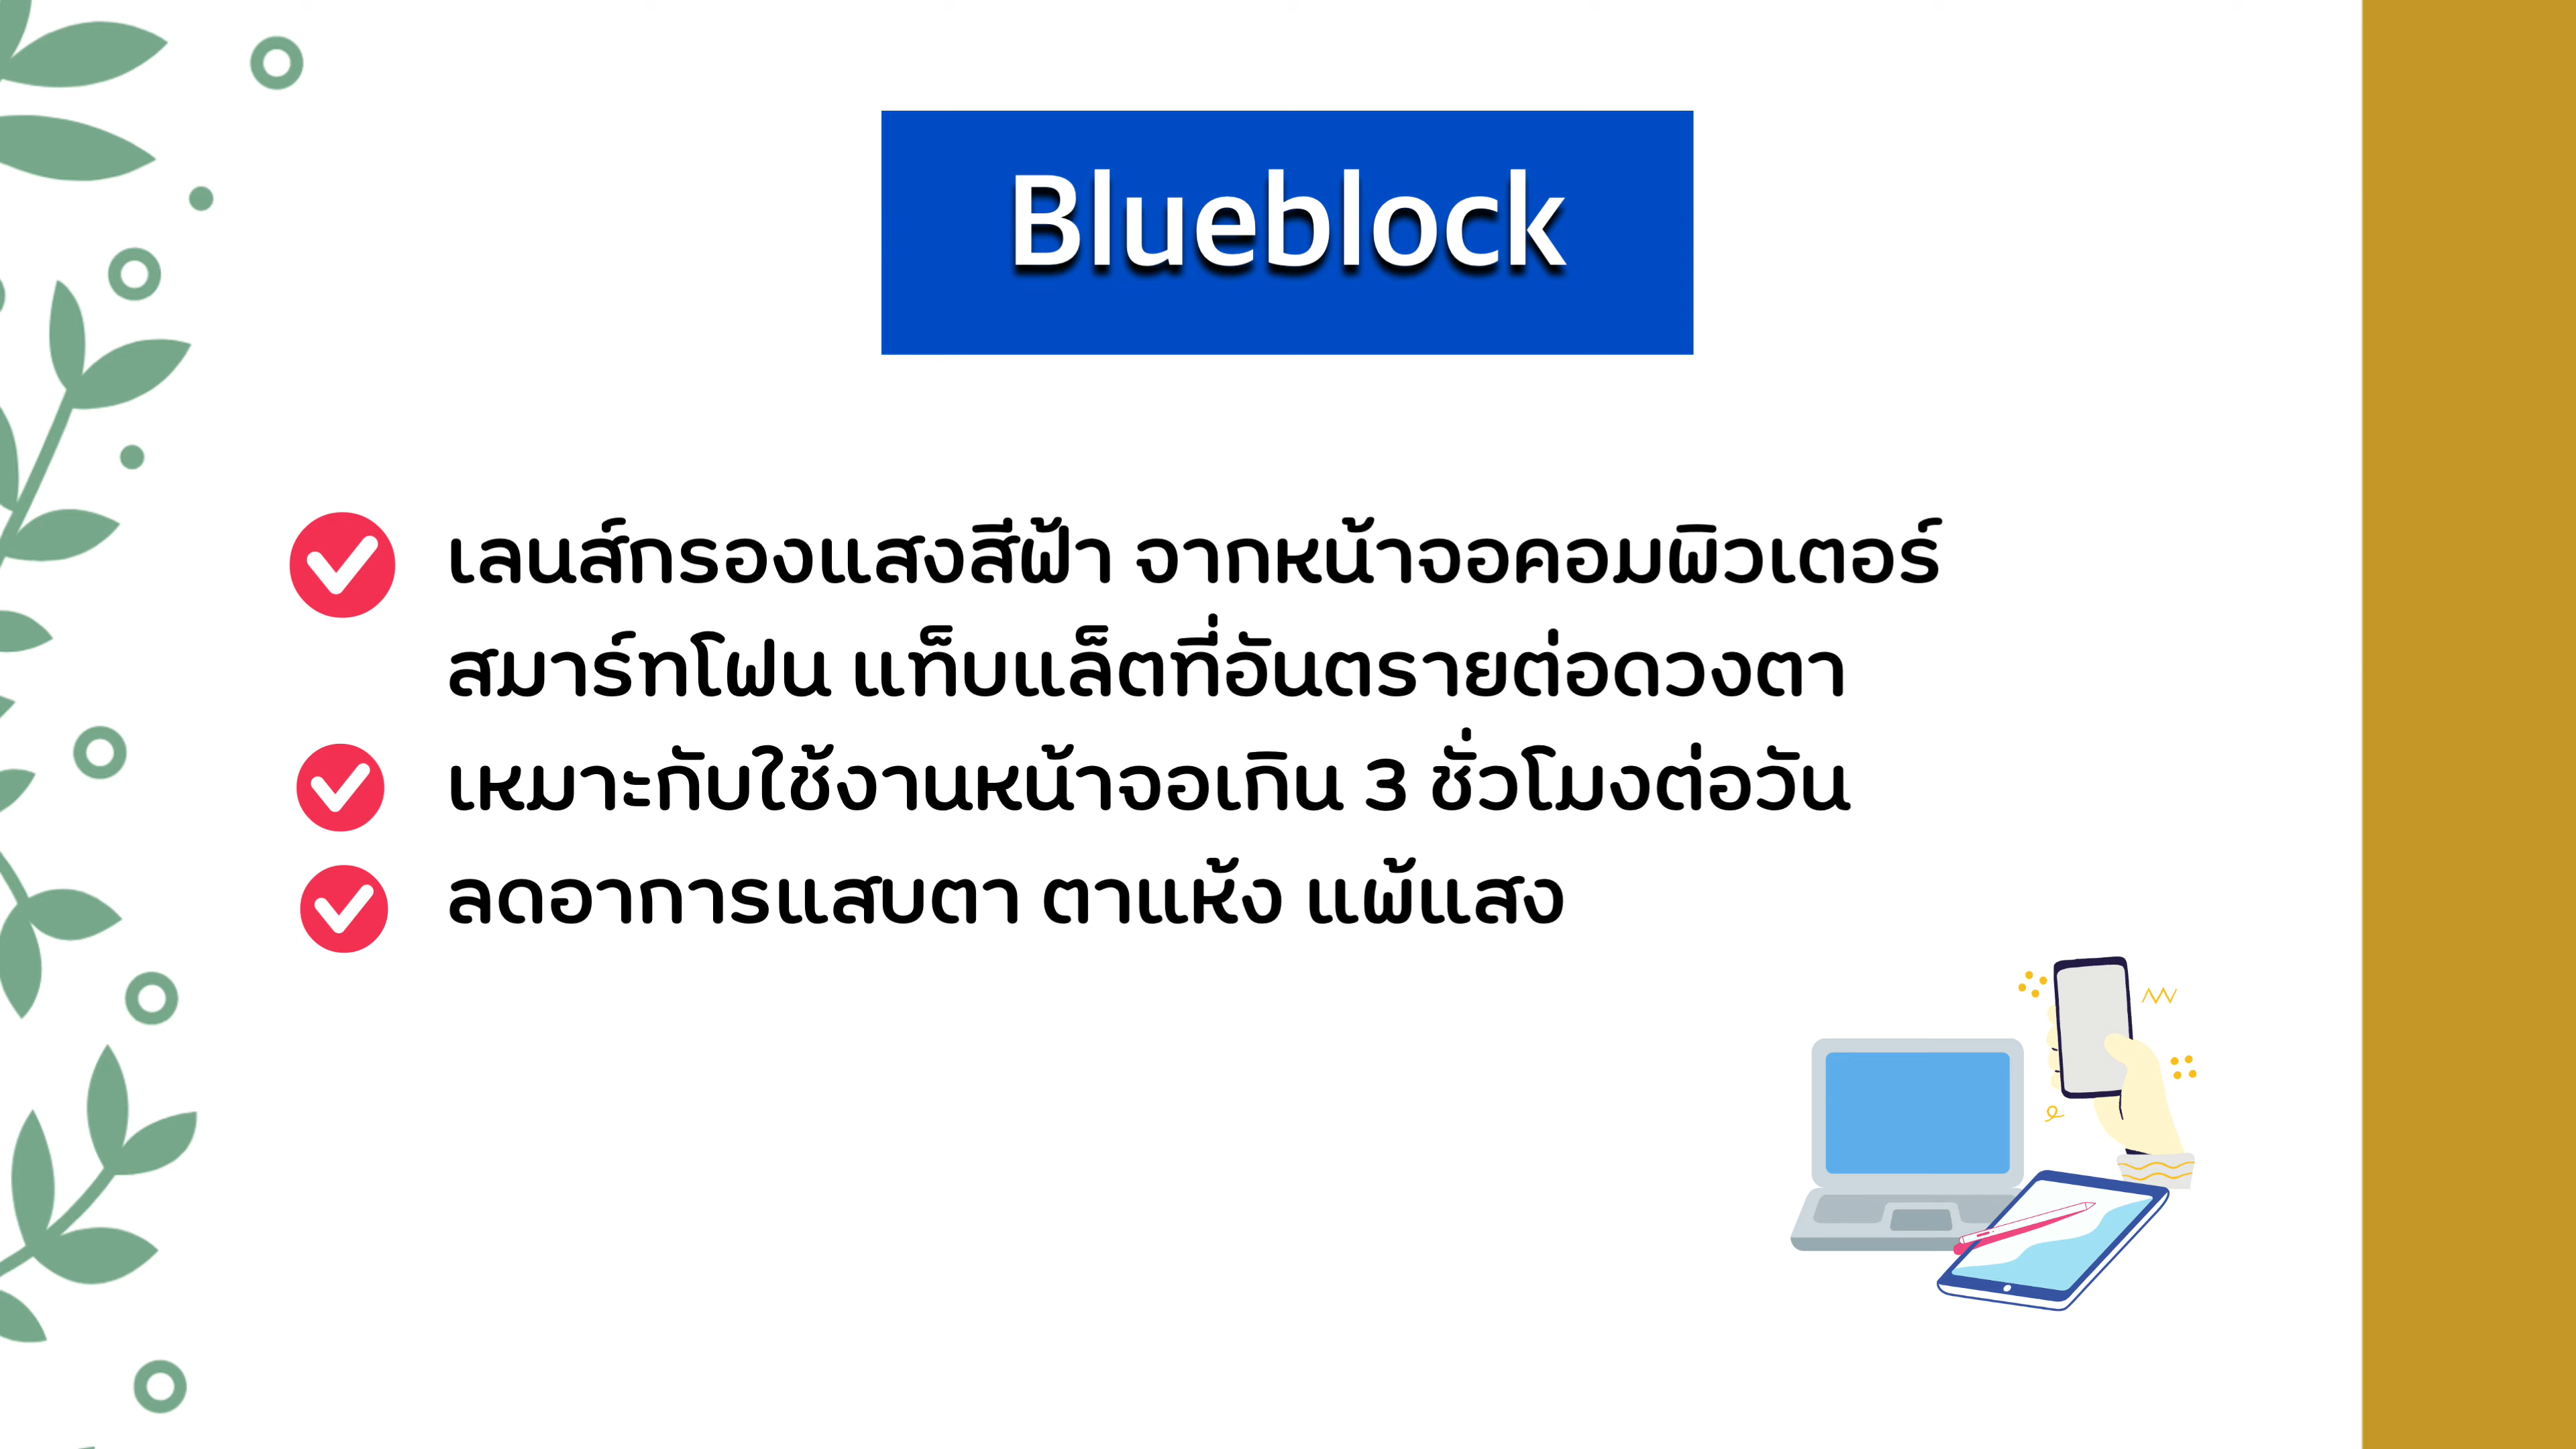 Blueblock
เลนส์กรองแสงสีฟ้า จากหน้าจอคอมพิวเตอร์
สมาร์ทโฟน แท็บแล็ตที่อันตรายต่อดวงตา
เหมาะกับใช้งานหน้าจอเกิน 3 ชั่วโมงต่อวัน
ลดอาการแสบตา ตาแห้ง แพ้แสง